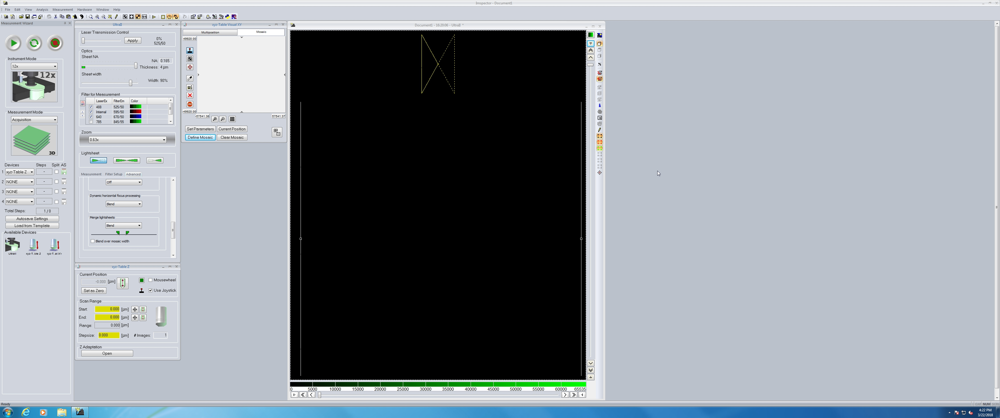 Imspector - Document1
File Edit View Analysis Measurement Hardware Window Help
Measurement Wizard
Instrument Mode
12x
12x
Measurement Mode
Acquisition
3D
Devices Steps Split AS
1 xyz-Table Z -
2 NONE -
3 NONE -
4 NONE -
Total Steps: 1 / 0
Autosave Settings
Load from Template
Available Devices
UltraII xyz-T..ble Z xyz-T..al XY
UltraII
Laser Transmission Control
Apply
0%
525/50
Optics
Sheet NA
NA: 0.165
Thickness: 4 µm
Sheet width
Width: 90%
Filter for Measurement
LaserEx FilterEm Color
488 525/50
Internal 595/50
640 670/50
785 845/55
Zoom
0.63x
Lightsheet
Measurement Filter Setup Advanced
Off
Dynamic horizontal focus processing
Blend
Merge lightsheets
Blend
Blend over mosaic width
xyz-Table Z
Current Position
-0.000 [µm]
Mousewheel
Set as Zero
Use Joystick
Scan Range
Start: 0.000 [µm]
End: 0.000 [µm]
Range: 0.000 [µm]
Stepsize: 0.000 [µm] # Images: 1
Z Adaptation
Open
xyz-Table Visual XY
Multiposition Mosaic
49920.00
STOP
-49920.00
-57541.38 57541.37
Set Parameters Current Position
Define Mosaic Clear Mosaic
Document1 - 16:20:06 - UltraII *
0 5000 10000 15000 20000 25000 30000 35000 40000 45000 50000 55000 60000 65535
Ready
CAP NUM SCRL
4:22 PM
3/22/2018